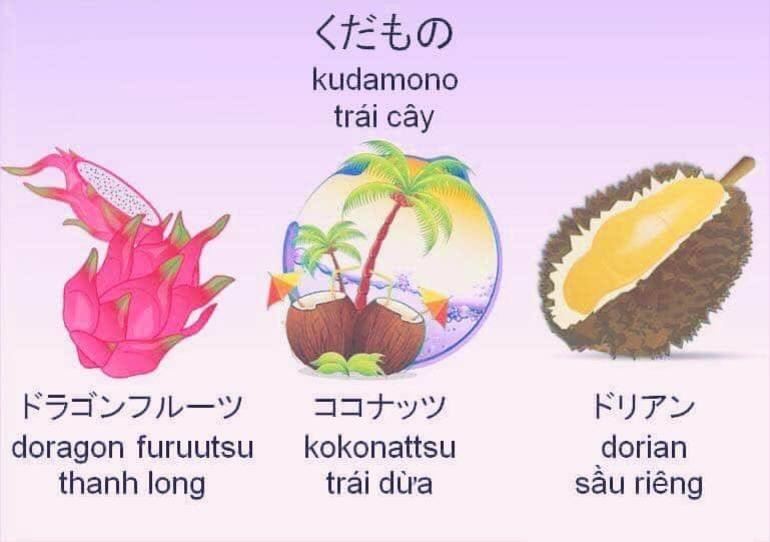 くだもの
kudamono
trái cây
ドラゴンフルーツ
doragon furuutsu
thanh long
ココナッツ
kokonattsu
trái dừa
ドリアン
dorian
sầu riêng